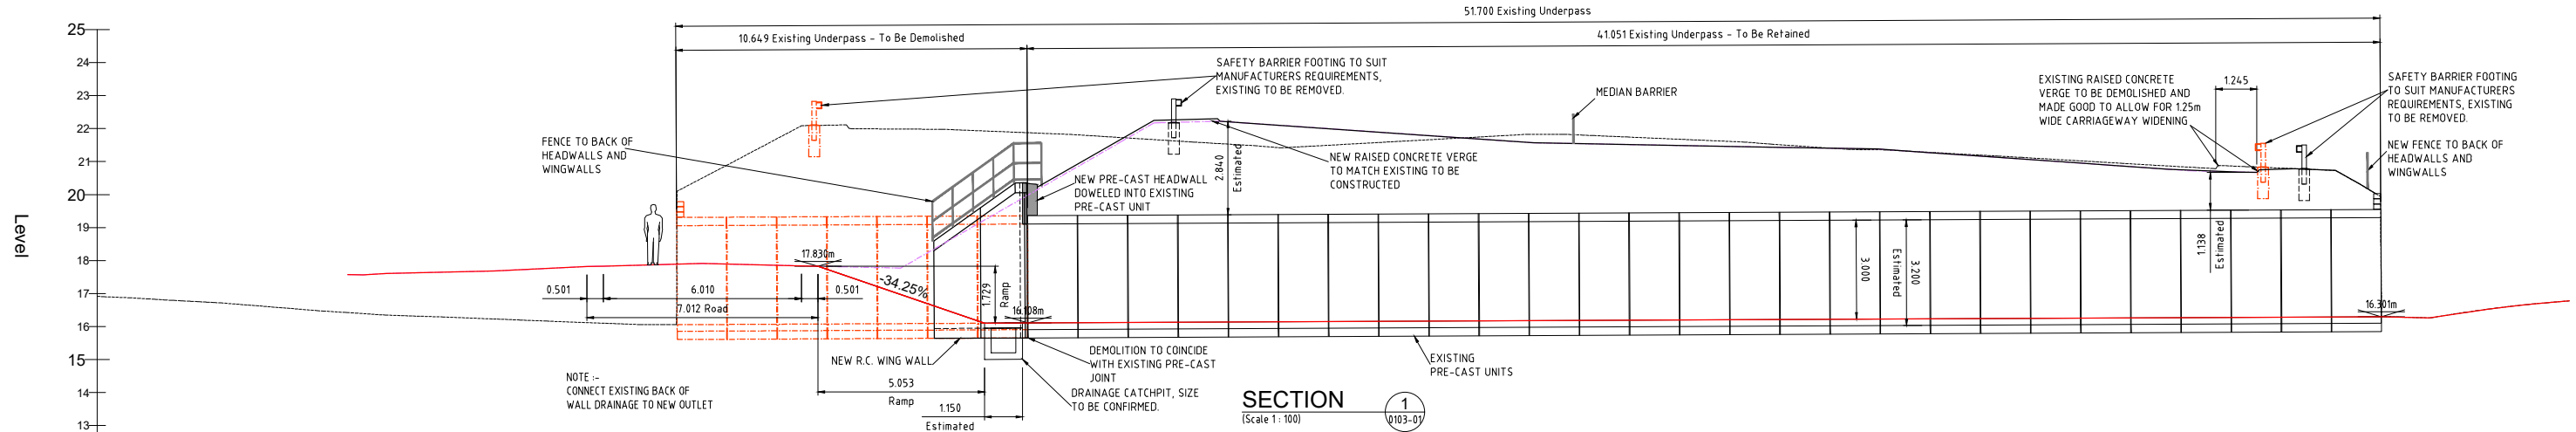 51.700 Existing Underpass
10.649 Existing Underpass - To Be Demolished
41.051 Existing Underpass - To Be Retained
25
24
23
22
21
20
19
18
17
16
15
14
13
Level
SAFETY BARRIER FOOTING TO SUIT
MANUFACTURERS REQUIREMENTS,
EXISTING TO BE REMOVED.
MEDIAN BARRIER
EXISTING RAISED CONCRETE
VERGE TO BE DEMOLISHED AND
MADE GOOD TO ALLOW FOR 1.25m
WIDE CARRIAGEWAY WIDENING
1.245
SAFETY BARRIER FOOTING
TO SUIT MANUFACTURERS
REQUIREMENTS, EXISTING
TO BE REMOVED.
FENCE TO BACK OF
HEADWALLS AND
WINGWALLS
NEW PRE-CAST HEADWALL
DOWELED INTO EXISTING
PRE-CAST UNIT
2.840
Estimated
NEW RAISED CONCRETE VERGE
TO MATCH EXISTING TO BE
CONSTRUCTED
NEW FENCE TO BACK OF
HEADWALLS AND
WINGWALLS
17.830m
-34.25%
1.729
Ramp
16.108m
3.000
Estimated
3.200
1.138
Estimated
16.301m
0.501
6.010
0.501
7.012 Road
NEW R.C. WING WALL
DEMOLITION TO COINCIDE
WITH EXISTING PRE-CAST
JOINT
EXISTING
PRE-CAST UNITS
NOTE :-
CONNECT EXISTING BACK OF
WALL DRAINAGE TO NEW OUTLET
5.053
Ramp
1.150
Estimated
DRAINAGE CATCHPIT, SIZE
TO BE CONFIRMED.
SECTION
(Scale 1 : 100)
1
0103-01